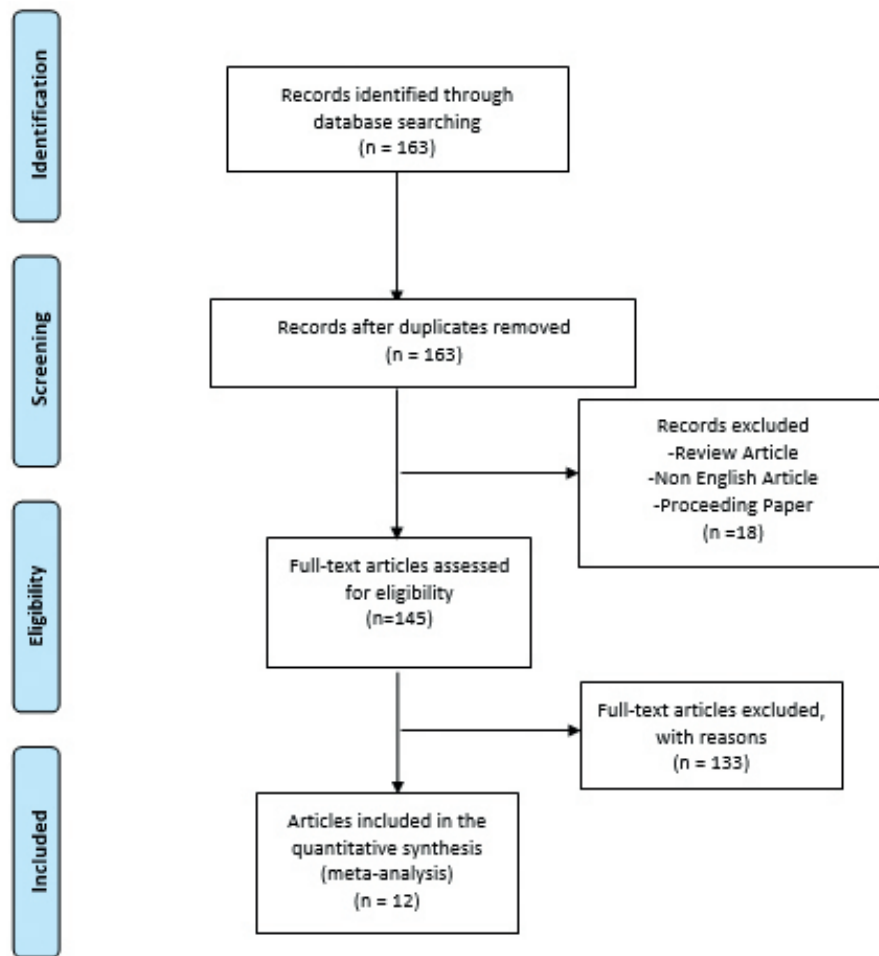 Identification
Records identified through
database searching
(n = 163)
Screening
Records after duplicates removed
(n = 163)
Records excluded
-Review Article
-Non English Article
-Proceeding Paper
(n =18)
Eligibility
Full-text articles assessed
for eligibility
(n=145)
Full-text articles excluded,
with reasons
(n = 133)
Included
Articles included in the
quantitative synthesis
(meta-analysis)
(n = 12)